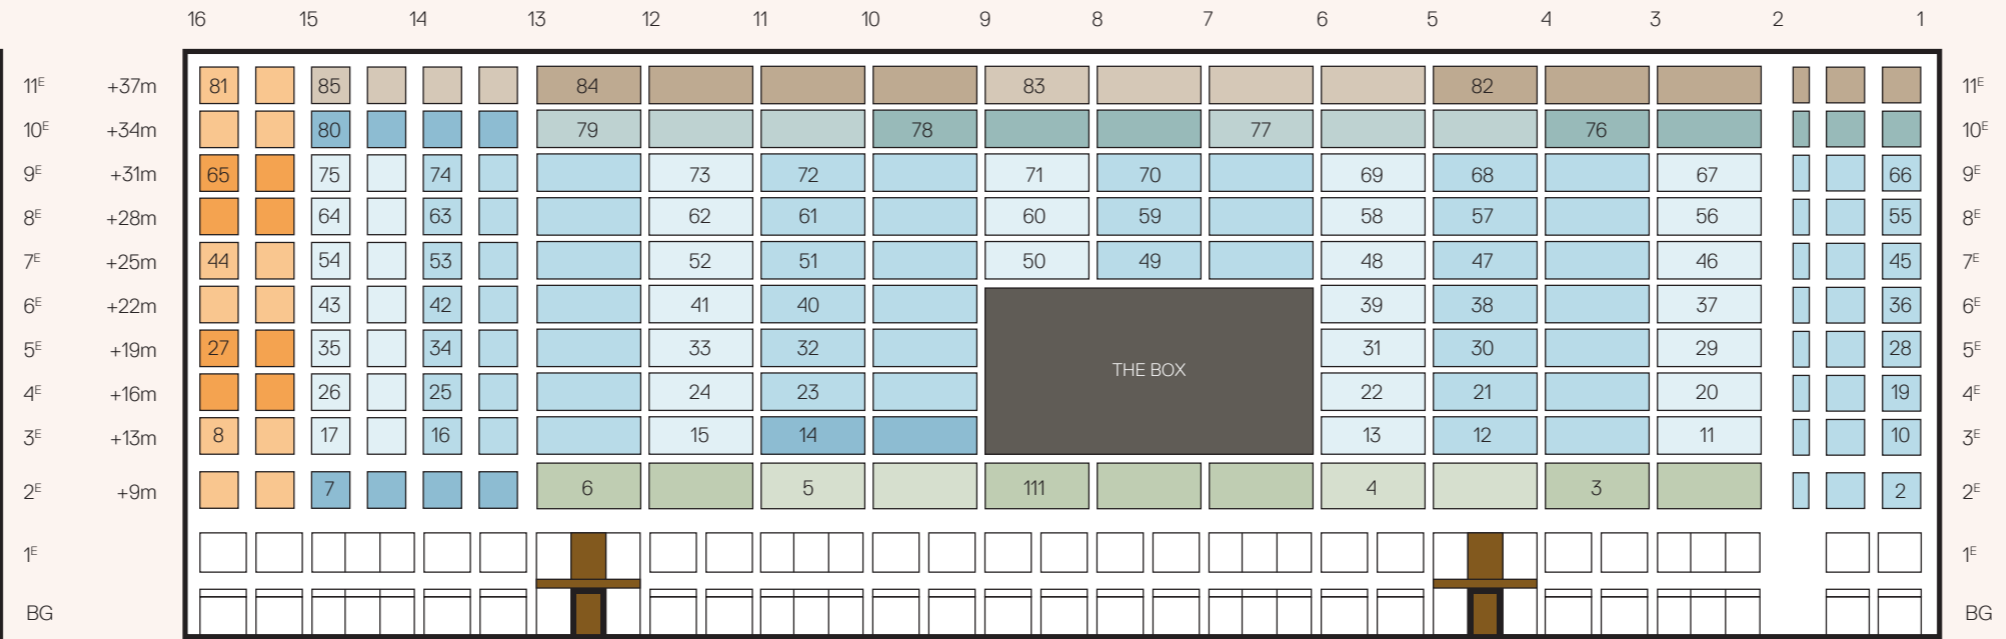 16 15 14 13 12 11 10 9 8 7 6 5 4 3 2 1
11E +37m 81 85 84 83 82 11E
10E +34m 80 79 78 77 76 10E
9E +31m 65 75 74 73 72 71 70 69 68 67 66 9E
8E +28m 64 63 62 61 60 59 58 57 56 55 8E
7E +25m 44 54 53 52 51 50 49 48 47 46 45 7E
6E +22m 43 42 41 40 39 38 37 36 6E
5E +19m 27 35 34 33 32 31 30 29 28 5E
THE BOX
4E +16m 26 25 24 23 22 21 20 19 4E
3E +13m 8 17 16 15 14 13 12 11 10 3E
2E +9m 7 6 5 111 4 3 2 2E
1E 1E
BG BG